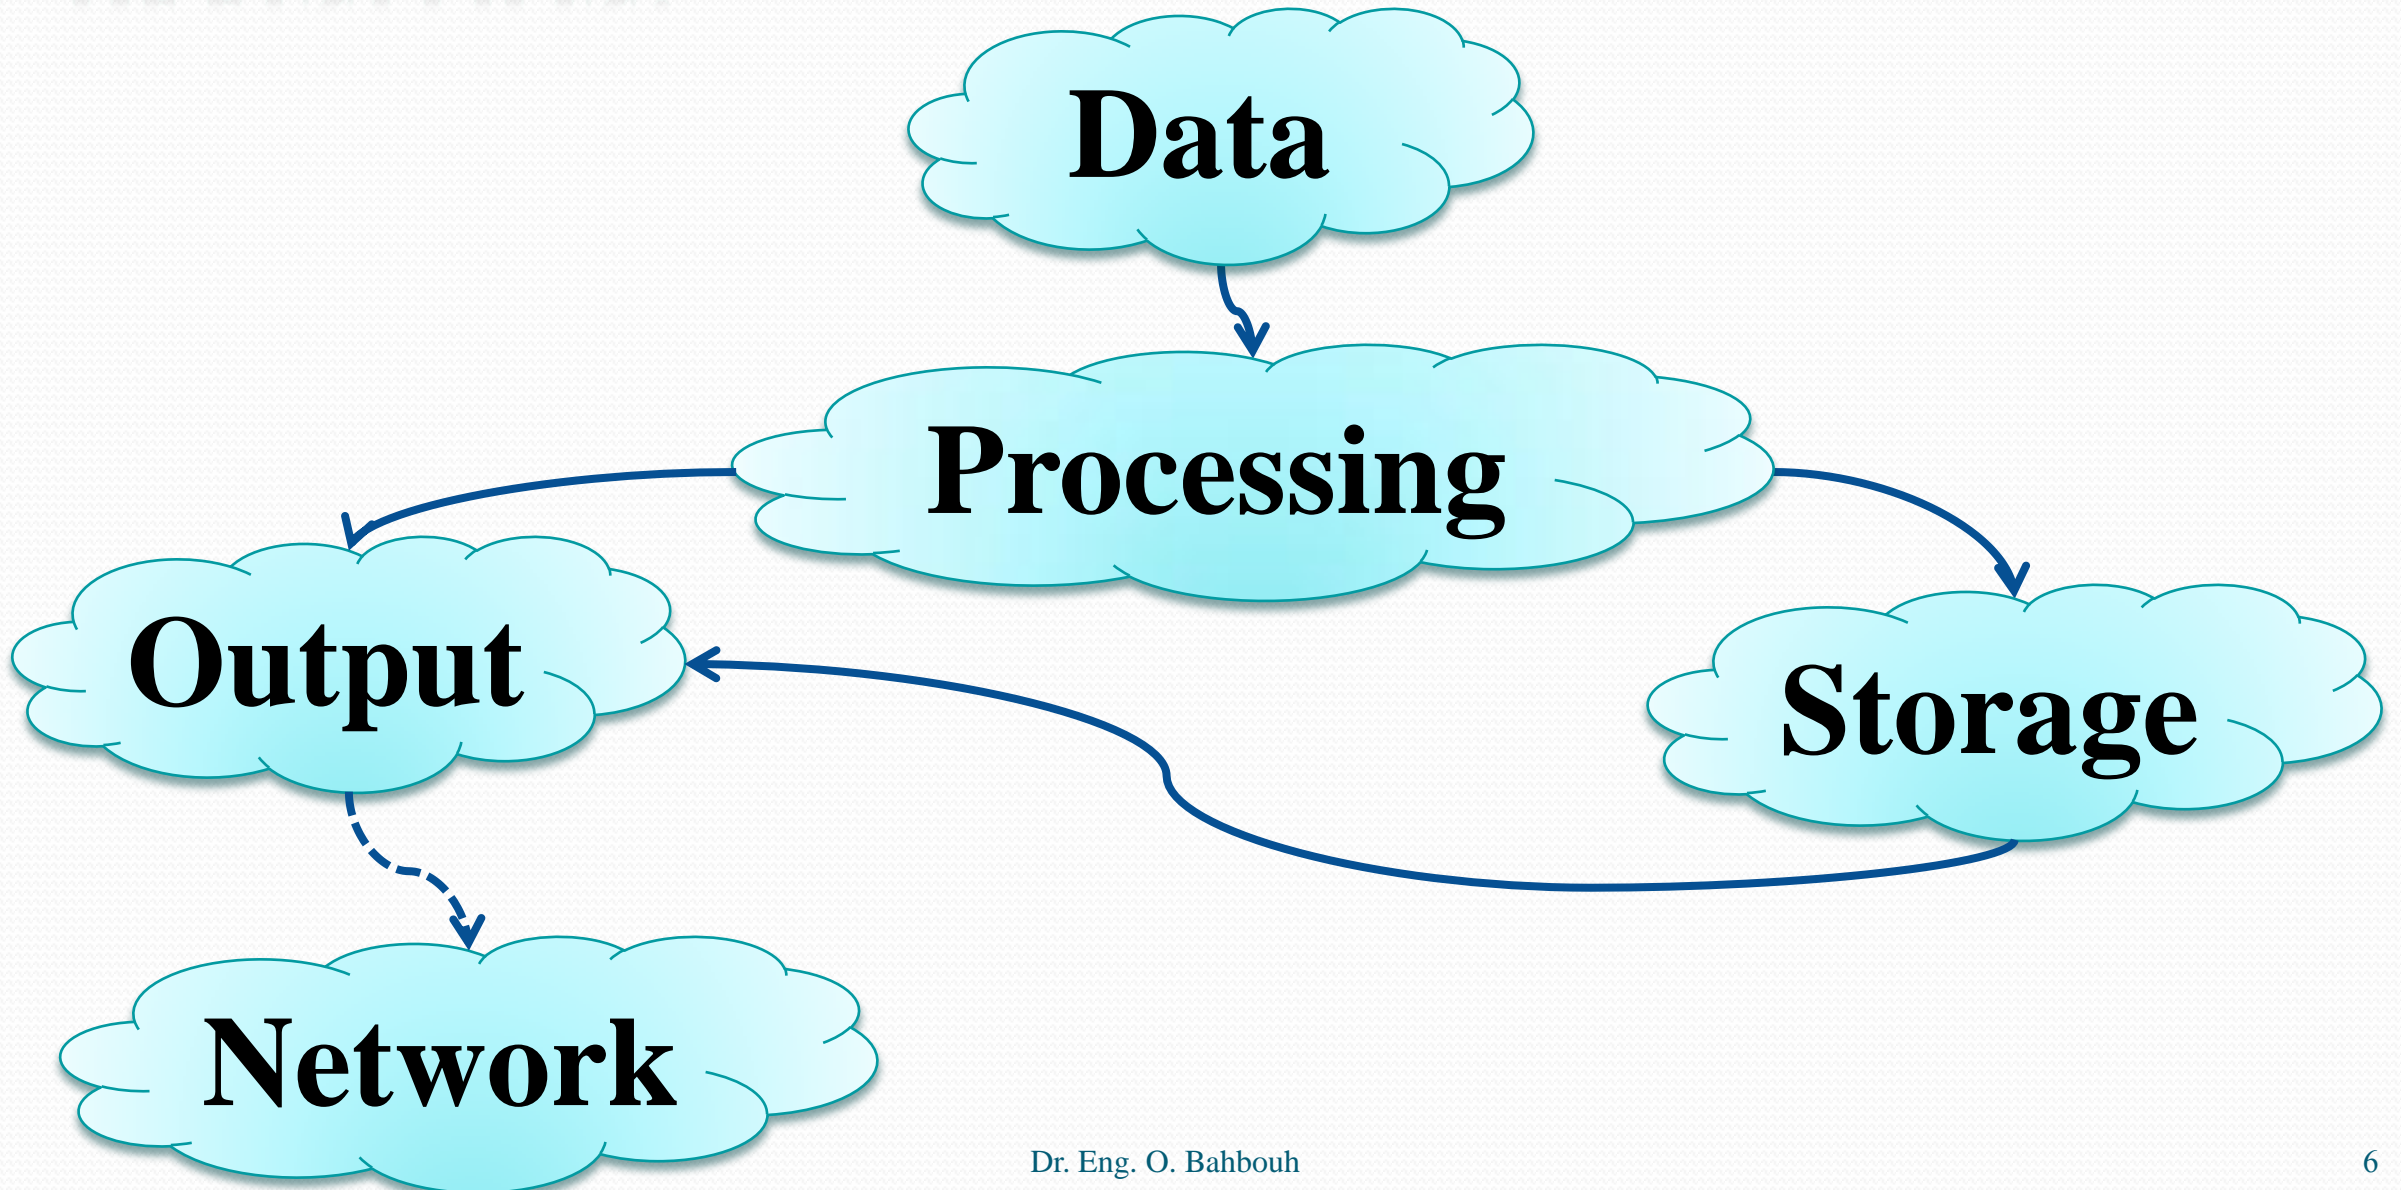 Data
Processing
Output
Storage
Network
Dr. Eng. O. Bahbouh
6